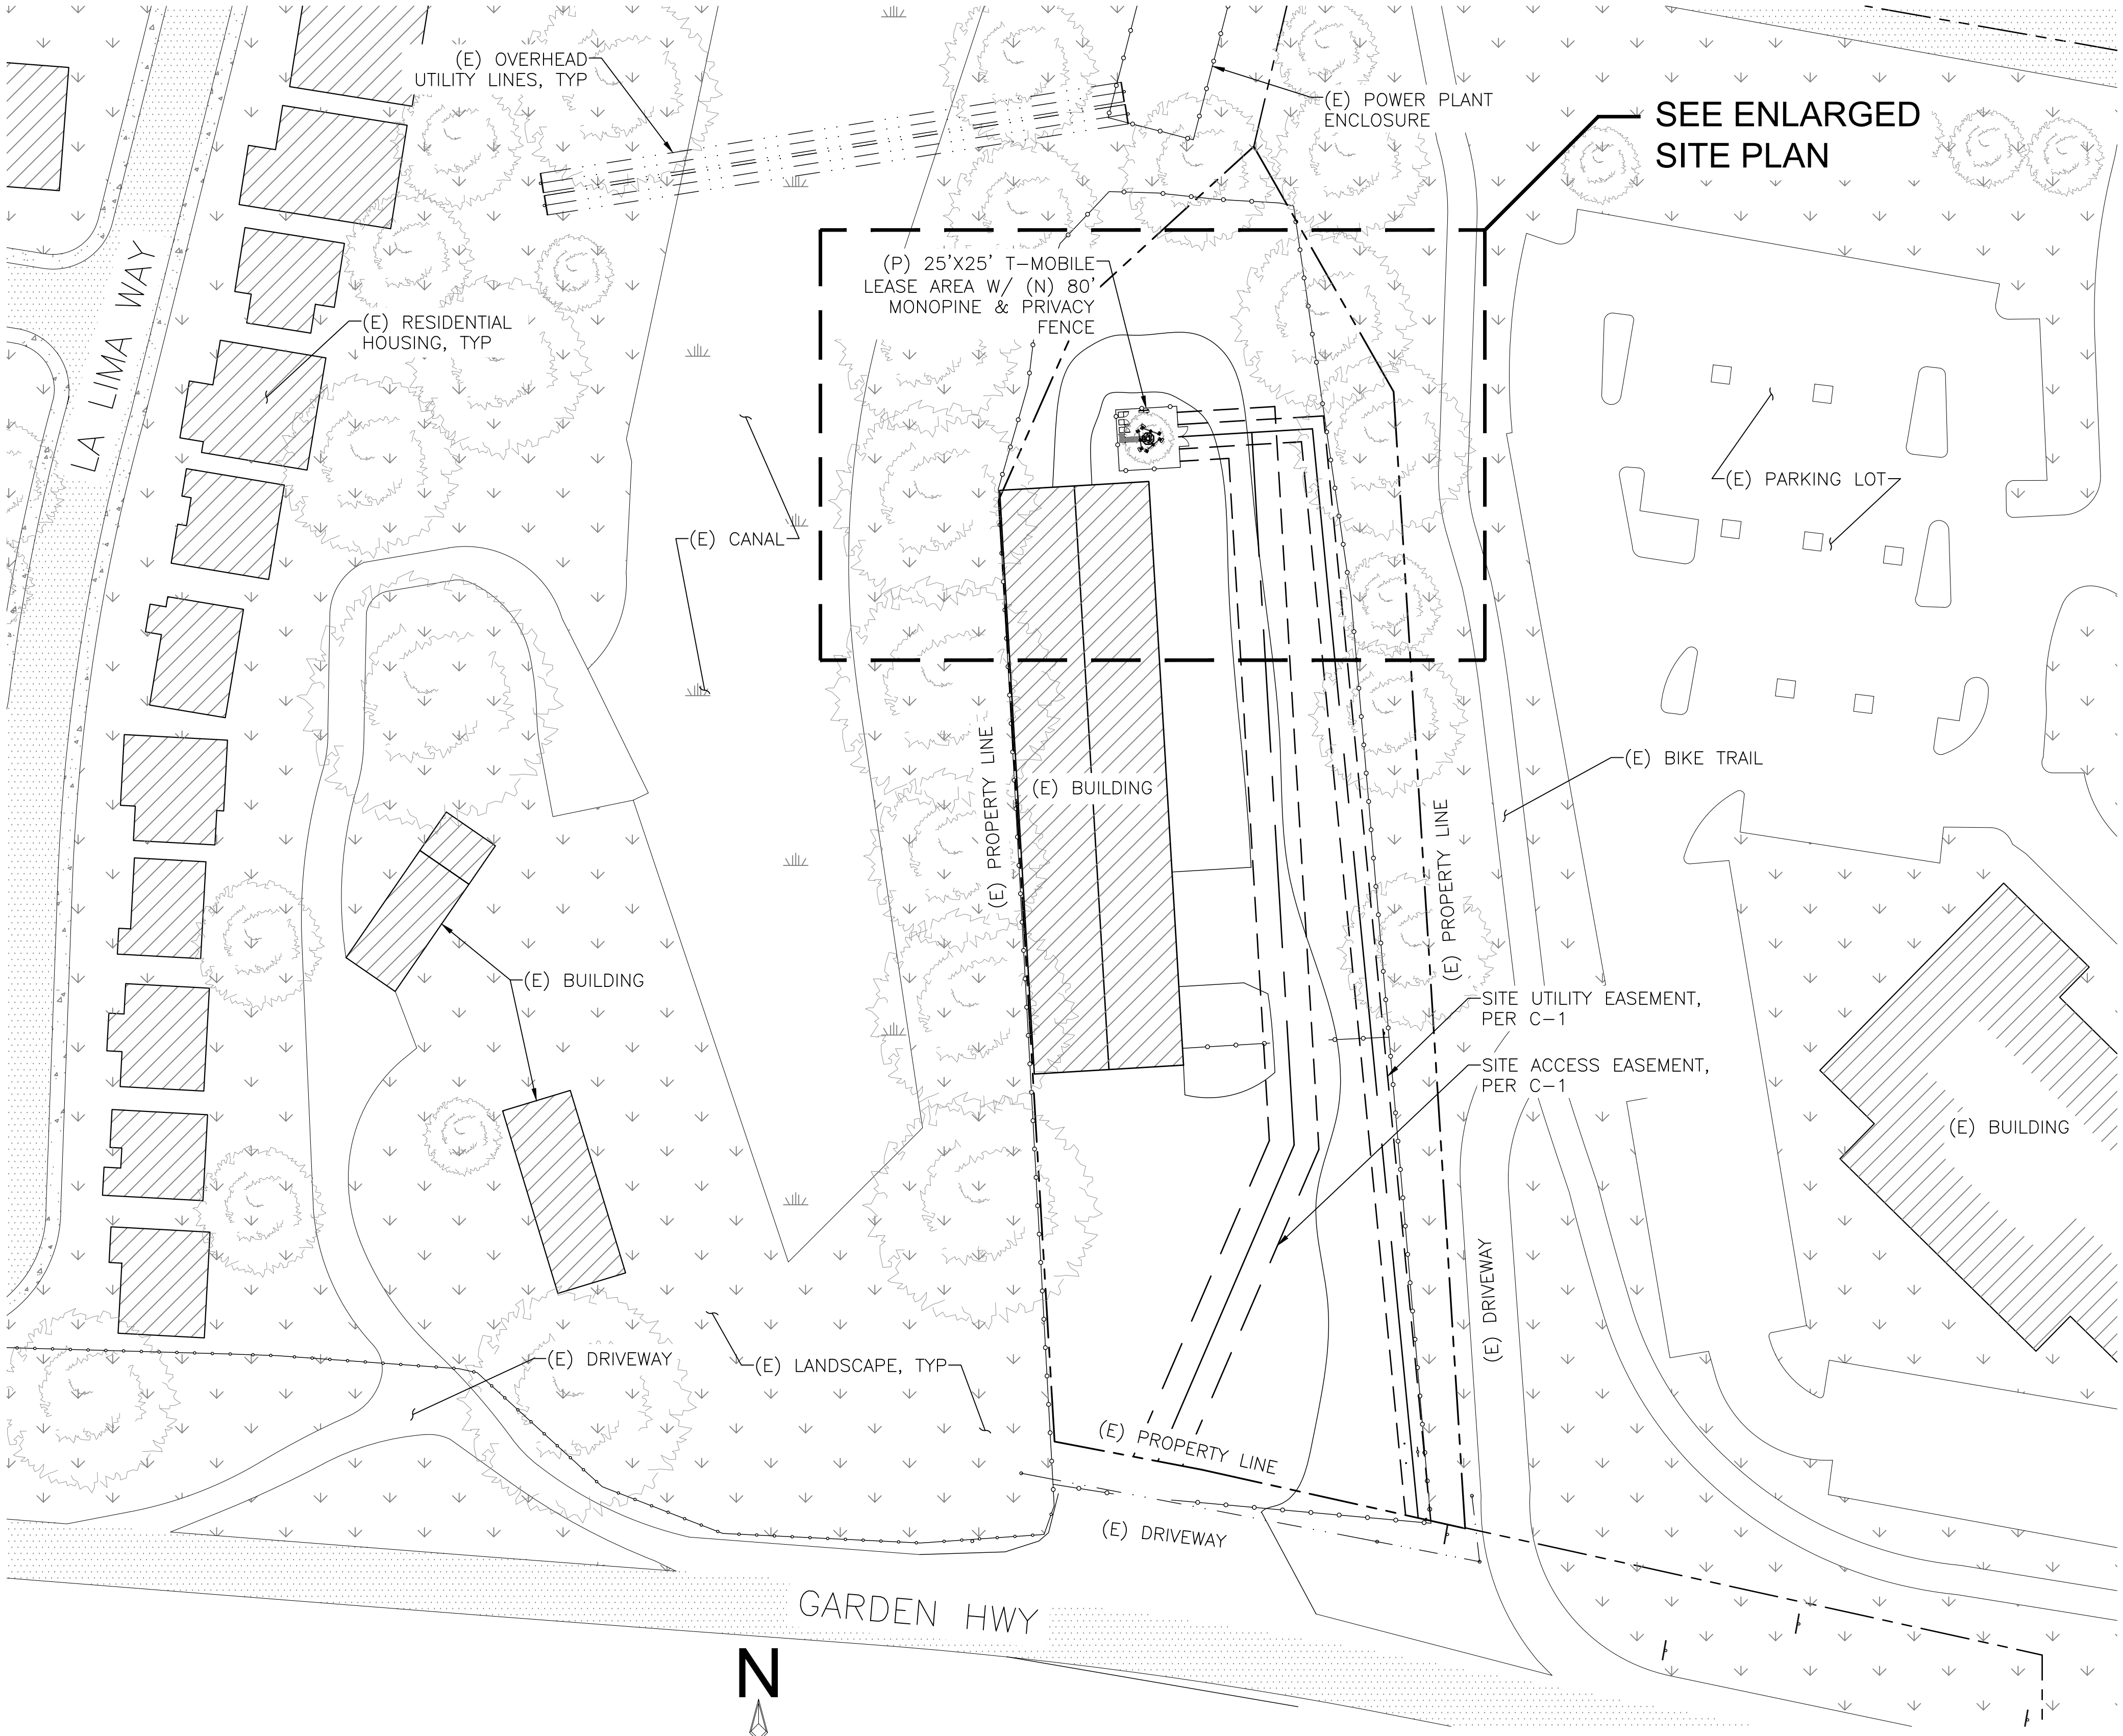 (E) OVERHEAD
UTILITY LINES, TYP
(E) POWER PLANT
ENCLOSURE
SEE ENLARGED
SITE PLAN
LA LIMA WAY
(P) 25'X25' T-MOBILE
LEASE AREA W/ (N) 80'
MONOPINE & PRIVACY
FENCE
(E) RESIDENTIAL
HOUSING, TYP
(E) PARKING LOT
(E) CANAL
(E) PROPERTY LINE
(E) BUILDING
(E) PROPERTY LINE
(E) BIKE TRAIL
(E) BUILDING
SITE UTILITY EASEMENT,
PER C-1
SITE ACCESS EASEMENT,
PER C-1
(E) BUILDING
(E) DRIVEWAY
(E) DRIVEWAY
(E) LANDSCAPE, TYP
(E) PROPERTY LINE
(E) DRIVEWAY
GARDEN HWY
N